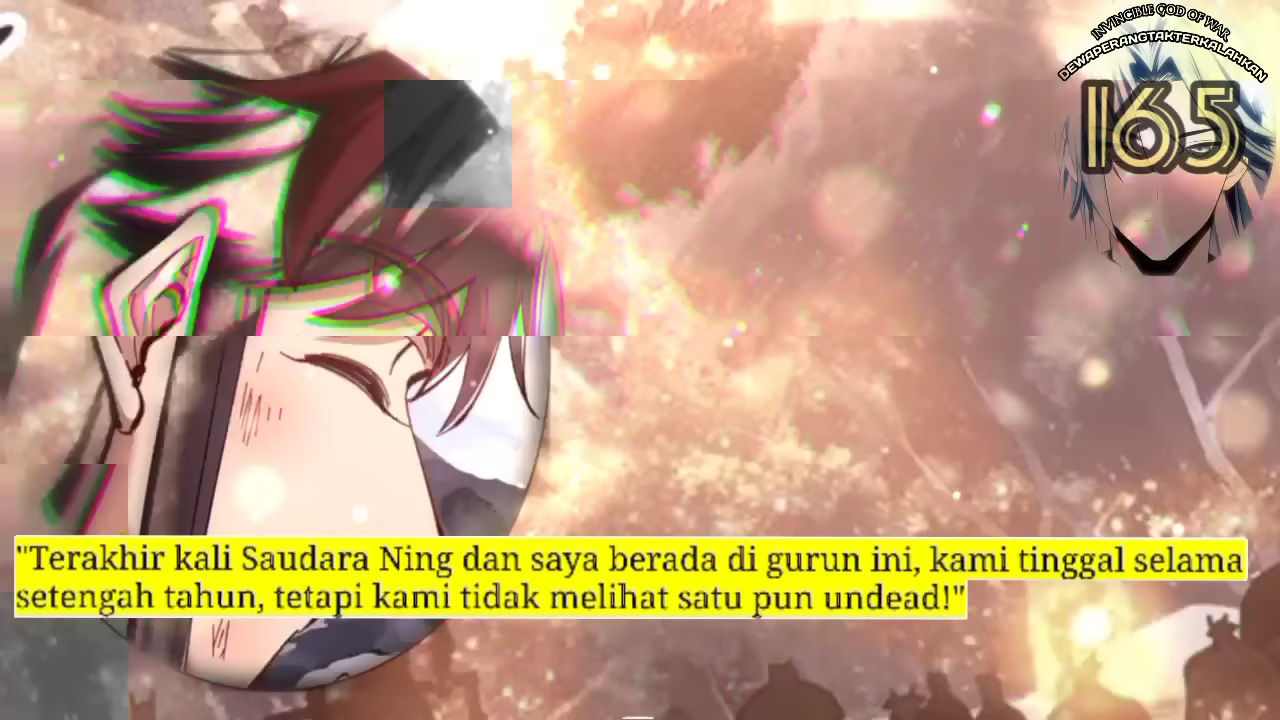 INVINCIBLE GOD OF WAR
DEWAPERANGTAKTERKALAHKAN
165
"Terakhir kali Saudara Ning dan saya berada di gurun ini, kami tinggal selama
setengah tahun, tetapi kami tidak melihat satu pun undead!"